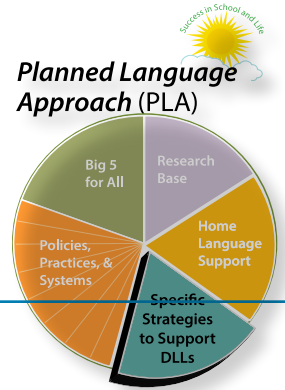 Success in School and Life
Planned Language
Approach (PLA)
Big 5
for All
Research
Base
Home
Language
Support
Policies,
Practices, &
Systems
Specific
Strategies
to Support
DLLs